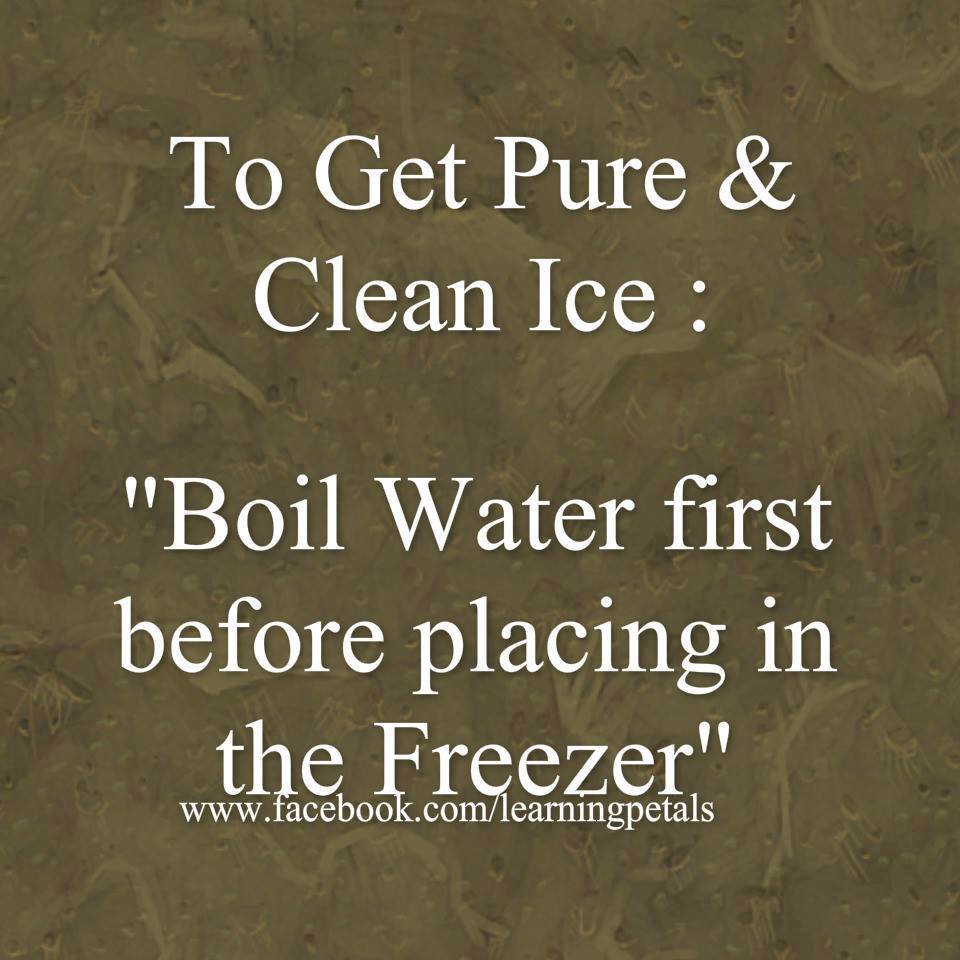 To Get Pure &
Clean Ice :
"Boil Water first
before placing in
the Freezer"
www.facebook.com/learningpetals